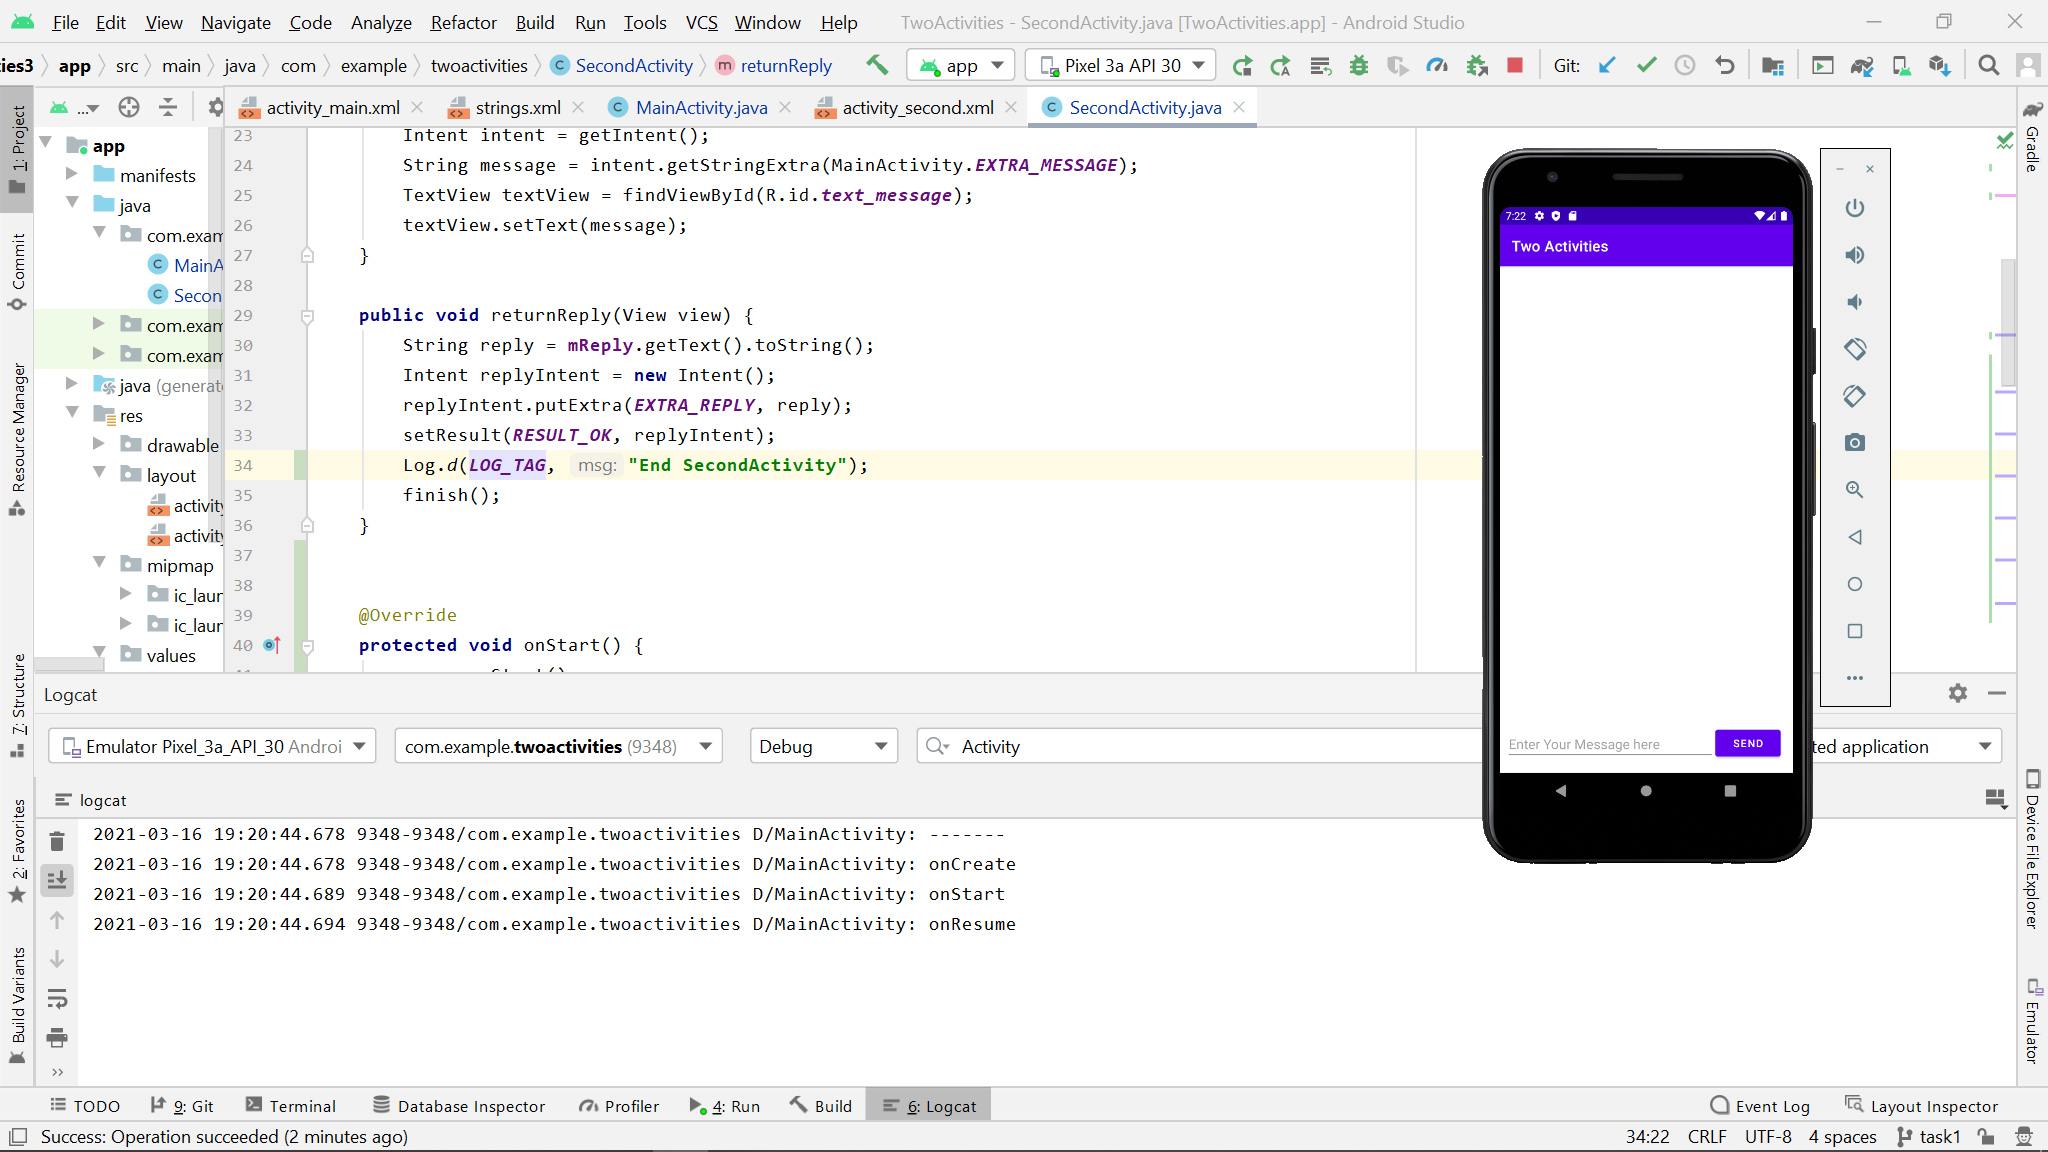 File Edit View Navigate Code Analyze Refactor Build Run Tools VCS Window Help TwoActivities - SecondActivity.java [TwoActivities.app] - Android Studio
ies3 app src main java com example twoactivities SecondActivity returnReply app Pixel 3a API 30 Git:
... activity_main.xml strings.xml MainActivity.java activity_second.xml SecondActivity.java
1: Project
Commit
Resource Manager
7: Structure
2: Favorites
Build Variants
app
manifests
java
com.exam
MainA
Secon
com.exam
com.exam
java (generat
res
drawable
layout
activity
activity
mipmap
ic_laun
ic_laun
values
23 Intent intent = getIntent();
24 String message = intent.getStringExtra(MainActivity.EXTRA_MESSAGE);
25 TextView textView = findViewById(R.id.text_message);
26 textView.setText(message);
27 }
28
29 public void returnReply(View view) {
30 String reply = mReply.getText().toString();
31 Intent replyIntent = new Intent();
32 replyIntent.putExtra(EXTRA_REPLY, reply);
33 setResult(RESULT_OK, replyIntent);
34 Log.d(LOG_TAG, msg: "End SecondActivity");
35 finish();
36 }
37
38
39 @Override
40 protected void onStart() {
7:22
Two Activities
Enter Your Message here SEND
Gradle
Device File Explorer
Emulator
Logcat
Emulator Pixel_3a_API_30 Androi com.example.twoactivities (9348) Debug Activity ted application
logcat
2021-03-16 19:20:44.678 9348-9348/com.example.twoactivities D/MainActivity: -------
2021-03-16 19:20:44.678 9348-9348/com.example.twoactivities D/MainActivity: onCreate
2021-03-16 19:20:44.689 9348-9348/com.example.twoactivities D/MainActivity: onStart
2021-03-16 19:20:44.694 9348-9348/com.example.twoactivities D/MainActivity: onResume
TODO 9: Git Terminal Database Inspector Profiler 4: Run Build 6: Logcat Event Log Layout Inspector
Success: Operation succeeded (2 minutes ago) 34:22 CRLF UTF-8 4 spaces task1